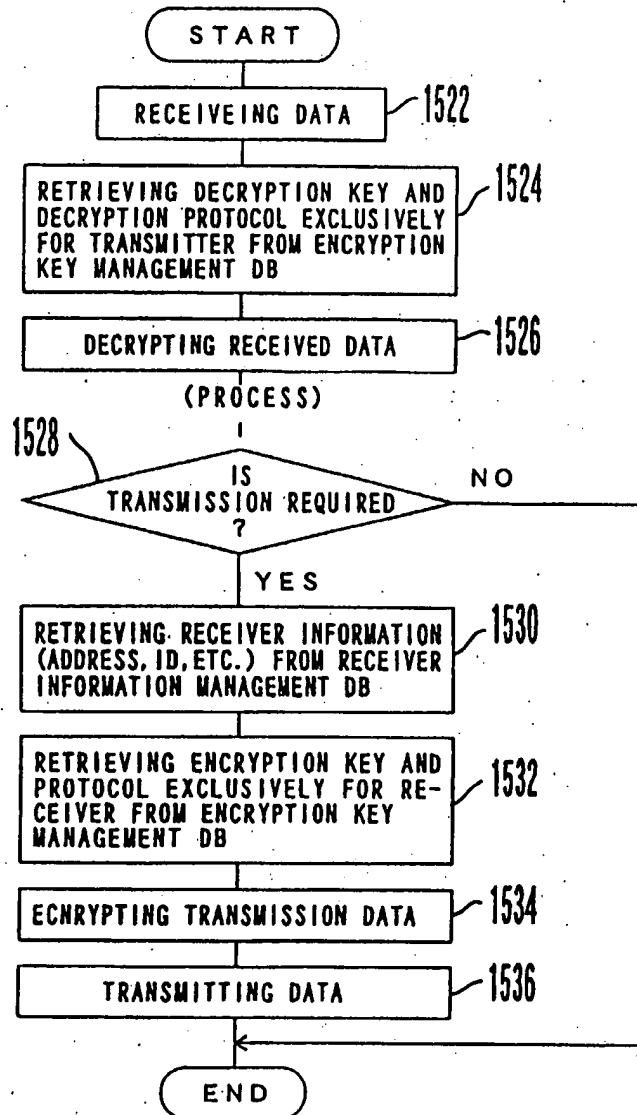 START
RECEIVEING DATA
1522
RETRIEVING DECRYPTION KEY AND
DECRYPTION PROTOCOL EXCLUSIVELY
FOR TRANSMITTER FROM ENCRYPTION
KEY MANAGEMENT DB
1524
DECRYPTING RECEIVED DATA
1526
(PROCESS)
1528
IS
TRANSMISSION REQUIRED
?
NO
YES
RETRIEVING RECEIVER INFORMATION
(ADDRESS, ID, ETC.) FROM RECEIVER
INFORMATION MANAGEMENT DB
1530
RETRIEVING ENCRYPTION KEY AND
PROTOCOL EXCLUSIVELY FOR RE-
CEIVER FROM ENCRYPTION KEY
MANAGEMENT DB
1532
ECNRYPTING TRANSMISSION DATA
1534
TRANSMITTING DATA
1536
END